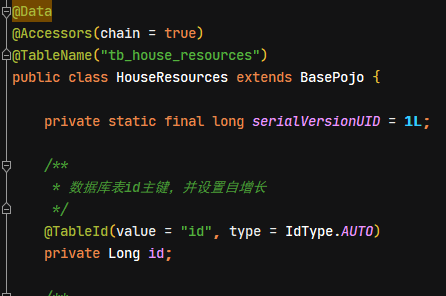 @Data
@Accessors(chain = true)
@TableName("tb_house_resources")
public class HouseResources extends BasePojo {
private static final long serialVersionUID = 1L;
/**
* 数据库表id主键，并设置自增长
*/
@TableId(value = "id", type = IdType.AUTO)
private Long id;
/**